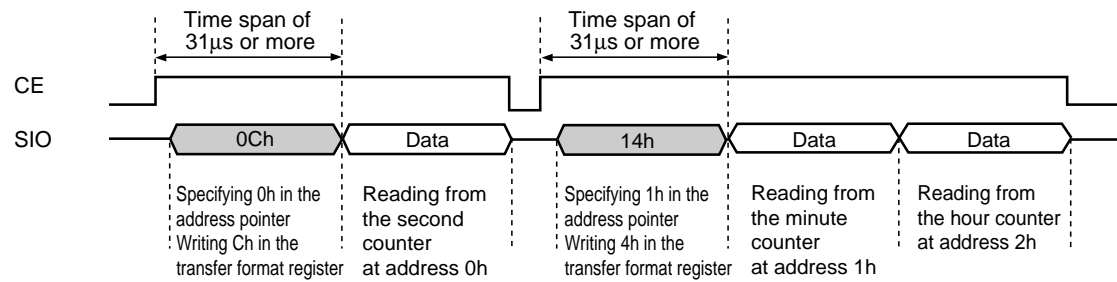 Time span of
31μs or more
Time span of
31μs or more
CE
SIO
0Ch
Data
14h
Data
Data
Specifying 0h in the
address pointer
Writing Ch in the
transfer format register
Reading from
the second
counter
at address 0h
Specifying 1h in the
address pointer
Writing 4h in the
transfer format register
Reading from
the minute
counter
at address 1h
Reading from
the hour counter
at address 2h